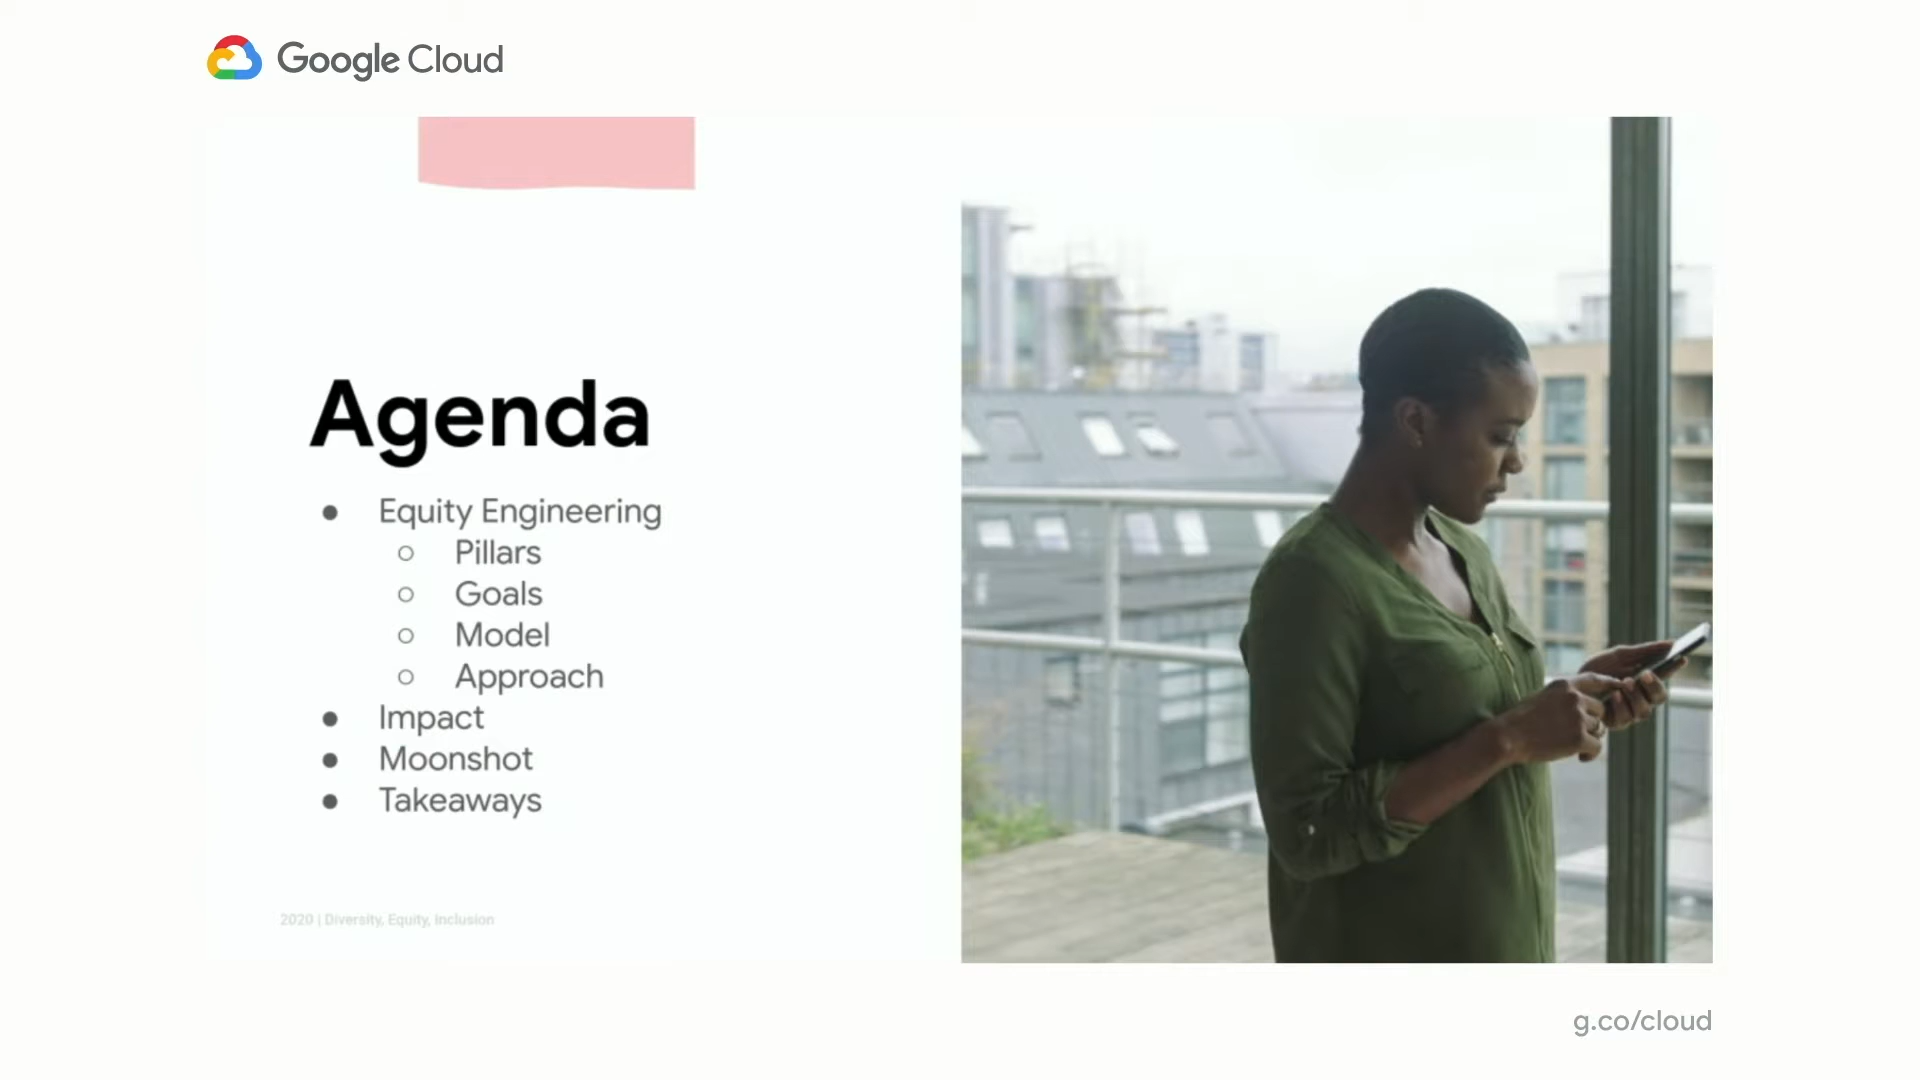 Google Cloud
Agenda
● Equity Engineering
○ Pillars
○ Goals
○ Model
○ Approach
● Impact
● Moonshot
● Takeaways
2020 | Diversity, Equity, Inclusion
g.co/cloud